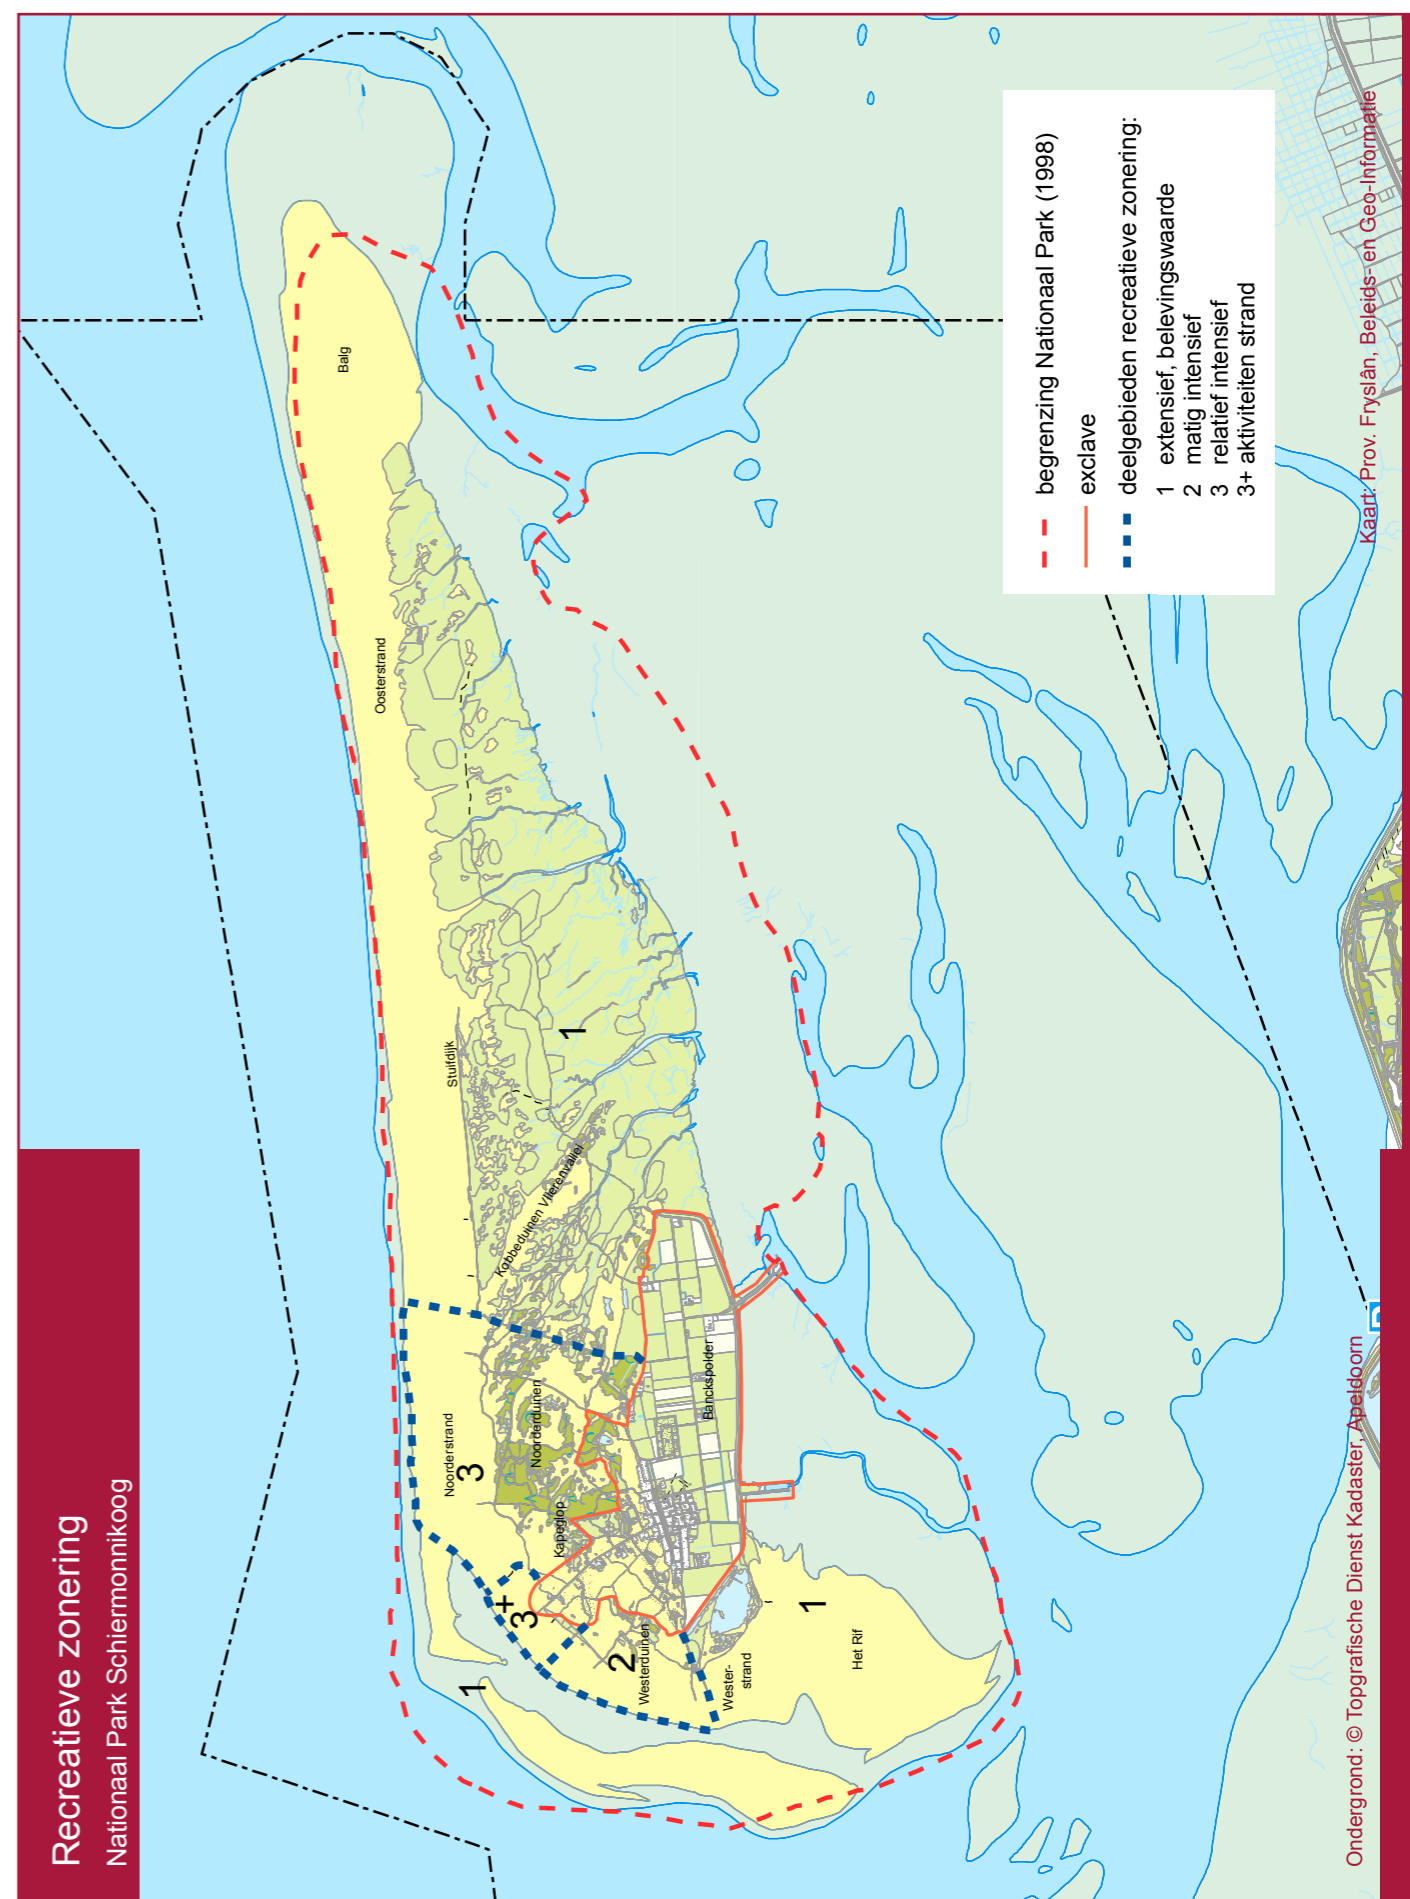 Recreatieve zonering
Nationaal Park Schiermonnikoog
Balg
Oosterstrand
Stuifdijk
Kobbeduinen Vlierenvallei
1
Noorderstrand
3
Noorderduinen
Kapeglop
3+
1
2
Westerduinen
Wester-
strand
Banckspolder
1
Het Rif
begrenzing Nationaal Park (1998)
exclave
deelgebieden recreatieve zonering:
1 extensief, belevingswaarde
2 matig intensief
3 relatief intensief
3+ aktiviteiten strand
Ondergrond: © Topgrafische Dienst Kadaster, Apeldoorn
Kaart: Prov. Fryslân, Beleids- en Geo-Informatie